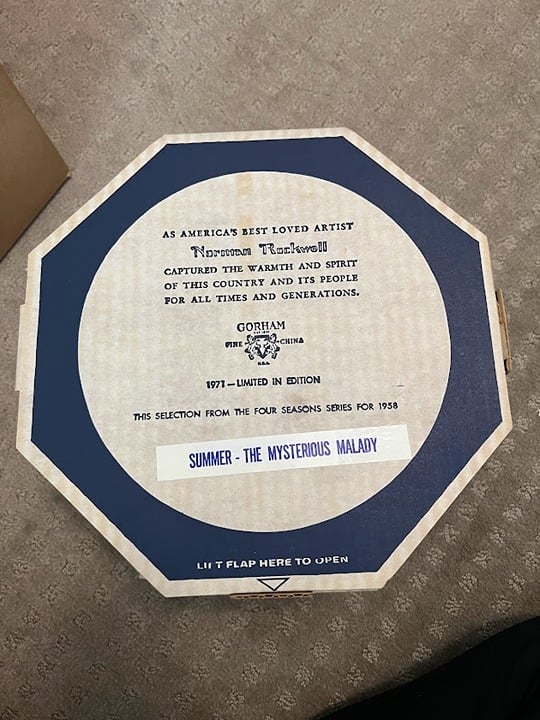 AS AMERICA'S BEST LOVED ARTIST
Norman Rockwell
CAPTURED THE WARMTH AND SPIRIT
OF THIS COUNTRY AND ITS PEOPLE
FOR ALL TIMES AND GENERATIONS.
GORHAM
FINE CHINA
U.S.A.
1971—LIMITED IN EDITION
THIS SELECTION FROM THE FOUR SEASONS SERIES FOR 1958
SUMMER - THE MYSTERIOUS MALADY
LIFT FLAP HERE TO OPEN